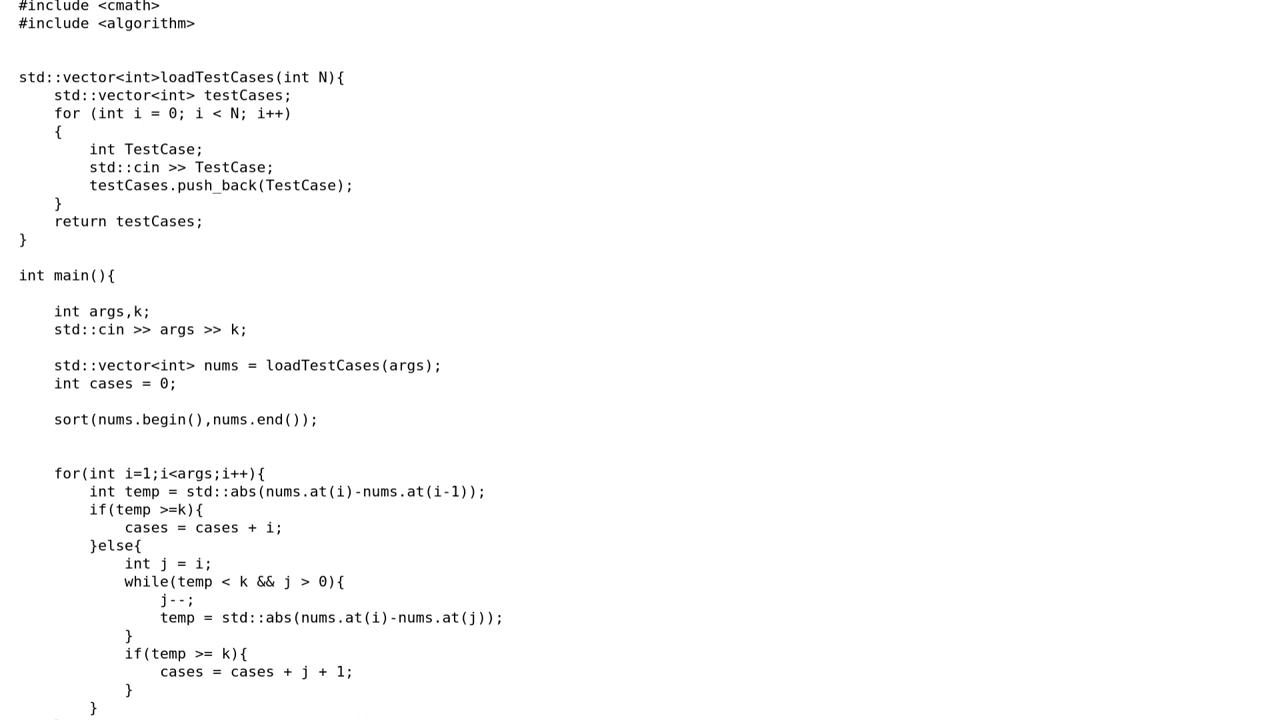 #include <cmath>
#include <algorithm>
std::vector<int>loadTestCases(int N){
    std::vector<int> testCases;
    for (int i = 0; i < N; i++)
    {
        int TestCase;
        std::cin >> TestCase;
        testCases.push_back(TestCase);
    }
    return testCases;
}
int main(){
    int args,k;
    std::cin >> args >> k;
    std::vector<int> nums = loadTestCases(args);
    int cases = 0;
    sort(nums.begin(),nums.end());
    for(int i=1;i<args;i++){
        int temp = std::abs(nums.at(i)-nums.at(i-1));
        if(temp >=k){
            cases = cases + i;
        }else{
            int j = i;
            while(temp < k && j > 0){
                j--;
                temp = std::abs(nums.at(i)-nums.at(j));
            }
            if(temp >= k){
                cases = cases + j + 1;
            }
        }